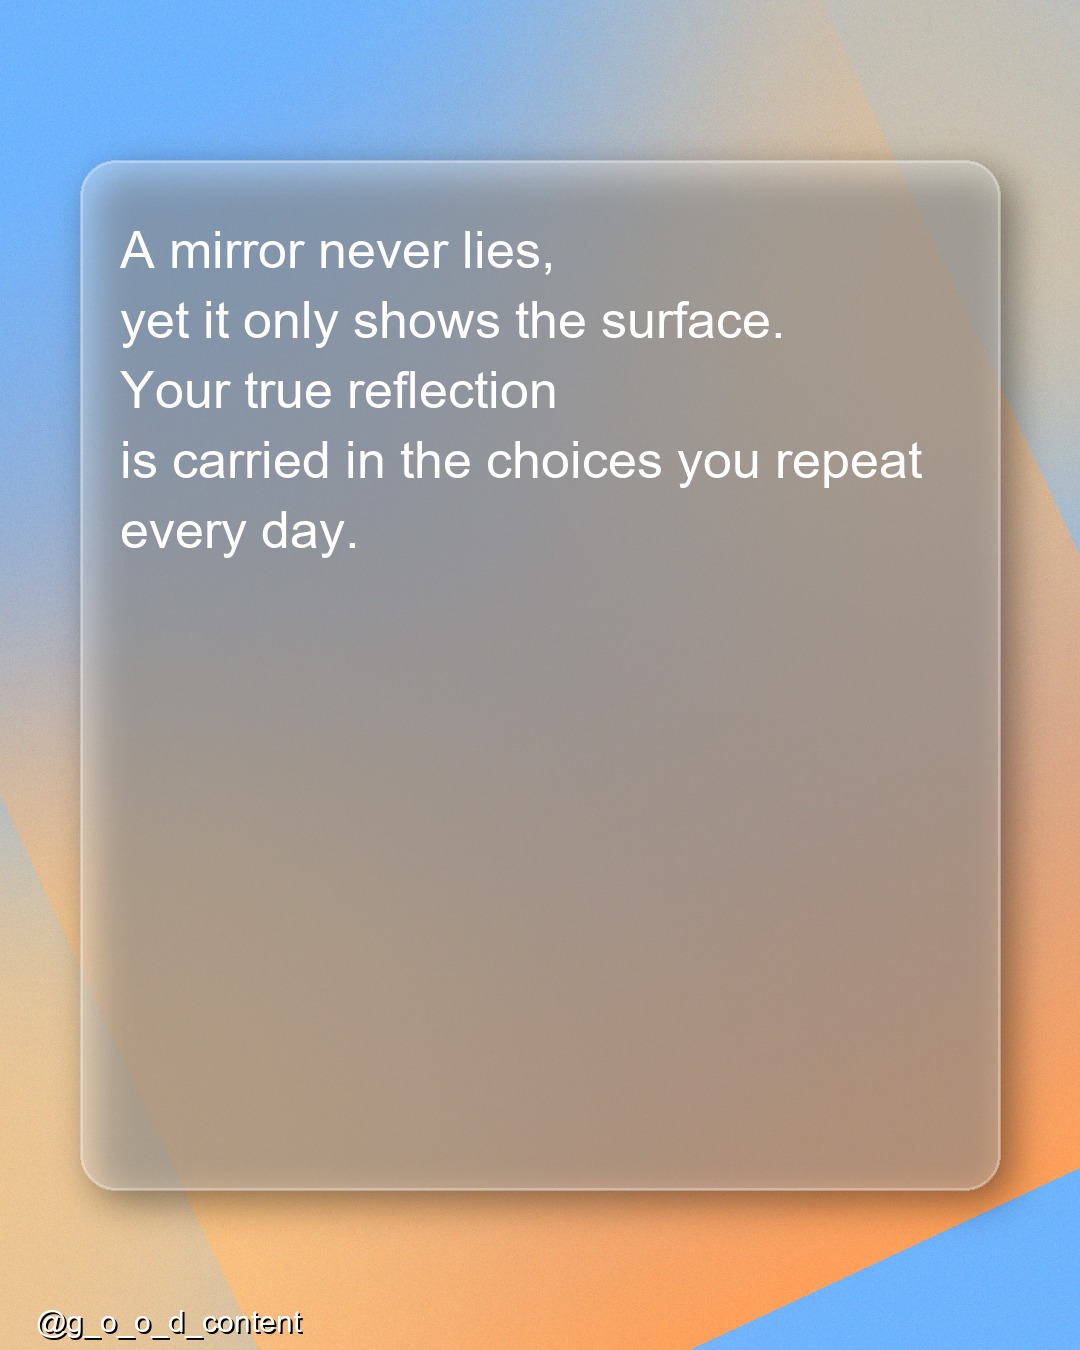 A mirror never lies,
yet it only shows the surface.
Your true reflection
is carried in the choices you repeat
every day.
@g_o_o_d_content